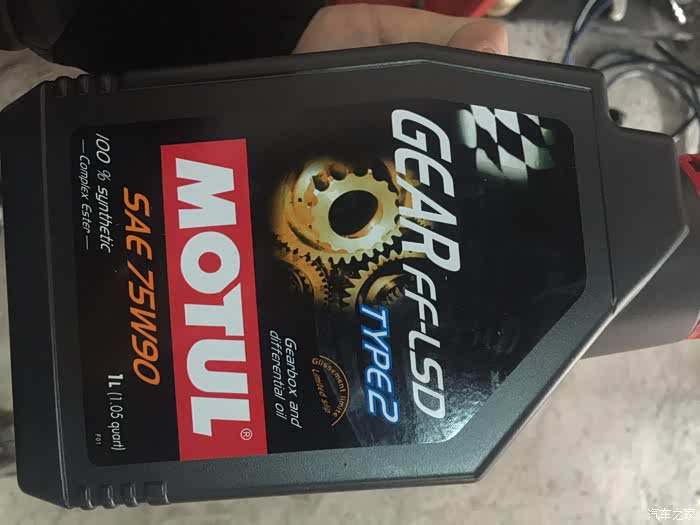 GEAR FF-LSD
TYPE2
Glissement limité
Limited slip
Gearbox and
differential oil
MOTUL®
SAE 75W90
100 % synthetic
— Complex Ester —
1L (1.05 quart)
F01
汽车之家